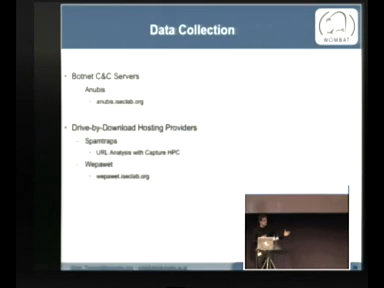 Data Collection
WOMBAT
Botnet C&C Servers
Anubis
anubis.iseclab.org
Drive-by-Download Hosting Providers
Spamtraps
URL Analysis with Capture HPC
Wepawet
wepawet.iseclab.org